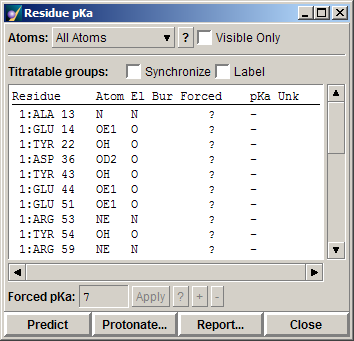 Residue pKa
Atoms: All Atoms ? Visible Only
Titratable groups: Synchronize Label
Residue Atom El Bur Forced pKa Unk
1:ALA 13 N N ? -
1:GLU 14 OE1 O ? -
1:TYR 22 OH O ? -
1:ASP 36 OD2 O ? -
1:TYR 43 OH O ? -
1:GLU 44 OE1 O ? -
1:GLU 51 OE1 O ? -
1:ARG 53 NE N ? -
1:TYR 54 OH O ? -
1:ARG 59 NE N ? -
Forced pKa: 7 Apply ? + -
Predict Protonate... Report... Close